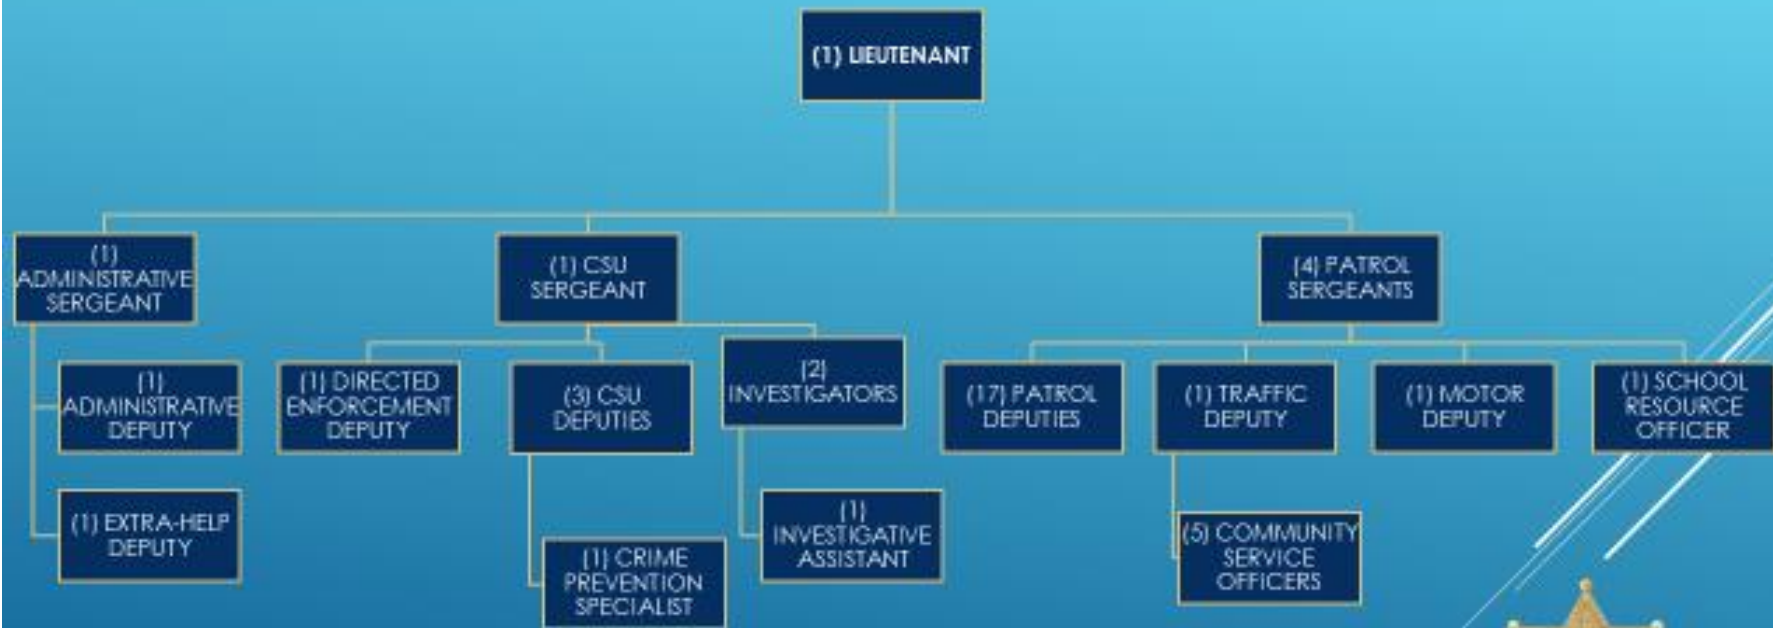 (1) LIEUTENANT
(1)
ADMINISTRATIVE
SERGEANT
(1) CSU
SERGEANT
(4) PATROL
SERGEANTS
(1)
ADMINISTRATIVE
DEPUTY
(1) DIRECTED
ENFORCEMENT
DEPUTY
(3) CSU
DEPUTIES
(2)
INVESTIGATORS
(17) PATROL
DEPUTIES
(1) TRAFFIC
DEPUTY
(1) MOTOR
DEPUTY
(1) SCHOOL
RESOURCE
OFFICER
(1) EXTRA-HELP
DEPUTY
(1) CRIME
PREVENTION
SPECIALIST
(1)
INVESTIGATIVE
ASSISTANT
(5) COMMUNITY
SERVICE
OFFICERS